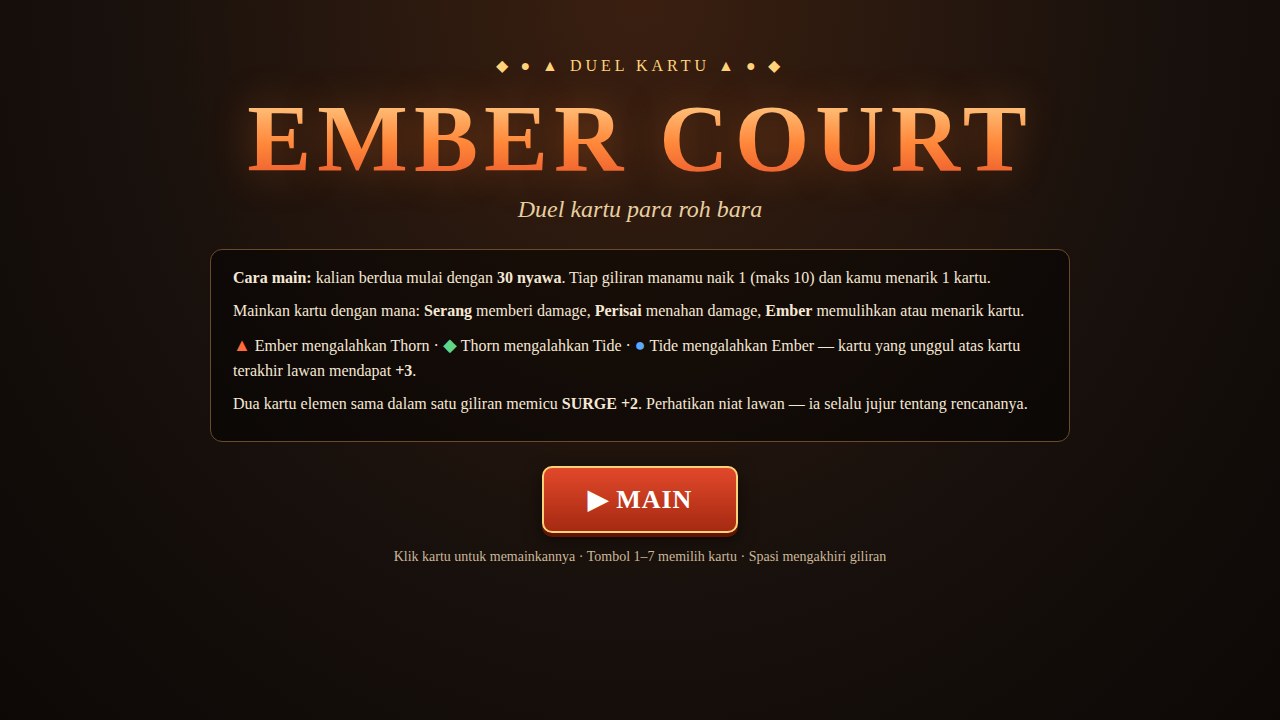 ◆ ● ▲ DUEL KARTU ▲ ● ◆
EMBER COURT
Duel kartu para roh bara
Cara main: kalian berdua mulai dengan 30 nyawa. Tiap giliran manamu naik 1 (maks 10) dan kamu menarik 1 kartu.
Mainkan kartu dengan mana: Serang memberi damage, Perisai menahan damage, Ember memulihkan atau menarik kartu.
▲ Ember mengalahkan Thorn · ◆ Thorn mengalahkan Tide · ● Tide mengalahkan Ember — kartu yang unggul atas kartu
terakhir lawan mendapat +3.
Dua kartu elemen sama dalam satu giliran memicu SURGE +2. Perhatikan niat lawan — ia selalu jujur tentang rencananya.
▶ MAIN
Klik kartu untuk memainkannya · Tombol 1–7 memilih kartu · Spasi mengakhiri giliran